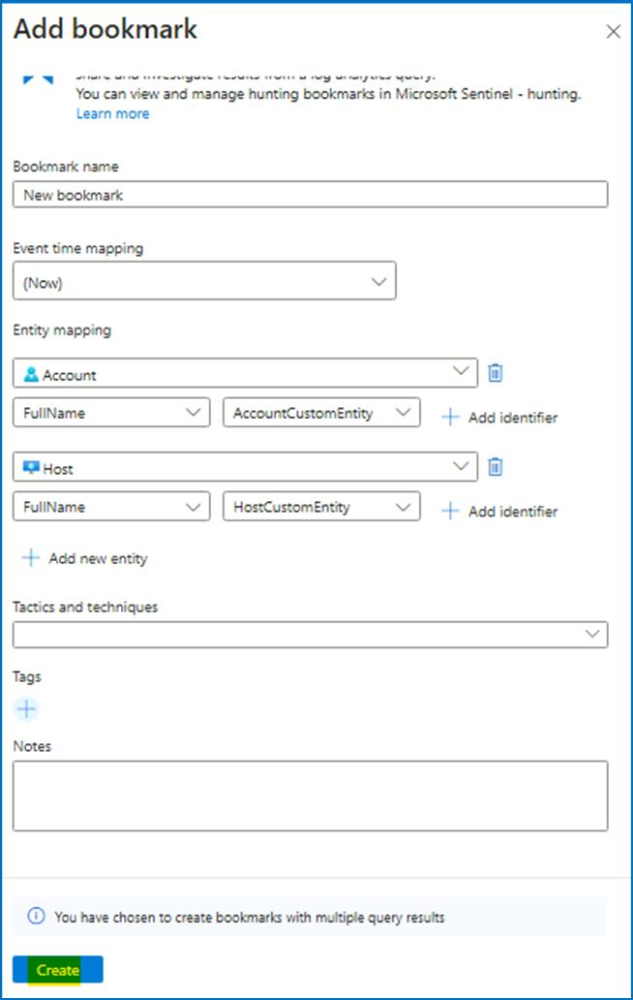 Add bookmark
share and investigate results from a log analytics query.
You can view and manage hunting bookmarks in Microsoft Sentinel - hunting.
Learn more
Bookmark name
New bookmark
Event time mapping
(Now)
Entity mapping
Account
FullName AccountCustomEntity Add identifier
Host
FullName HostCustomEntity Add identifier
Add new entity
Tactics and techniques
Tags
Notes
You have chosen to create bookmarks with multiple query results
Create